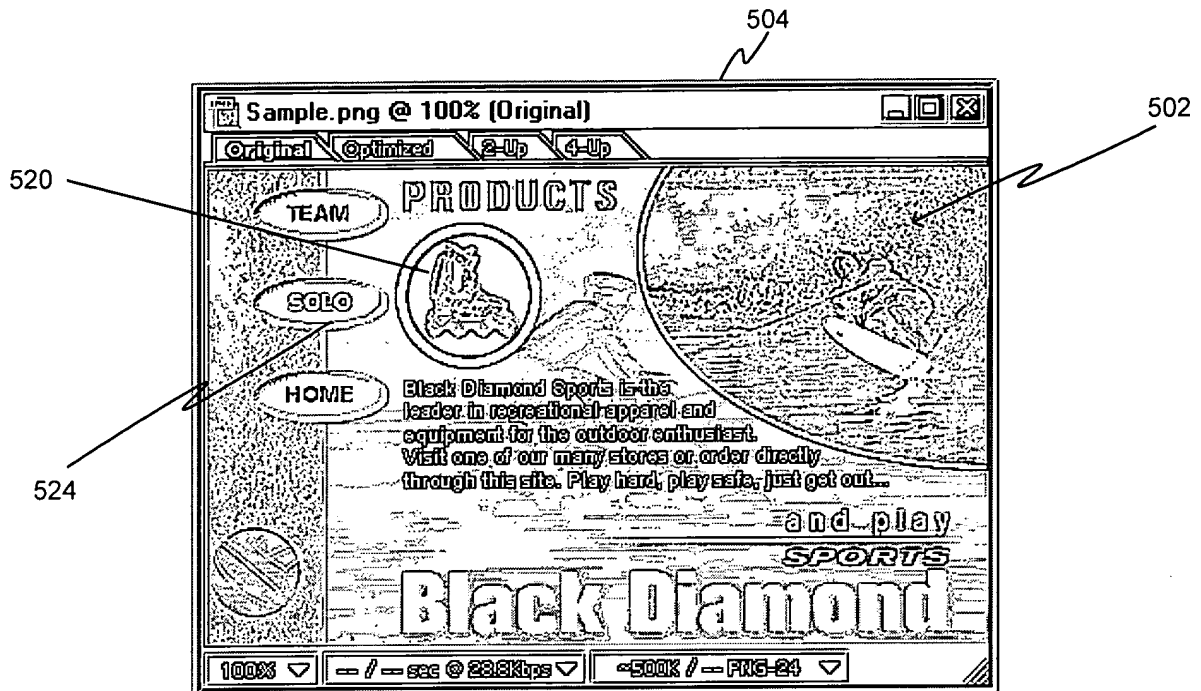 504
502
520
524
Sample.png @ 100% (Original)
Original Optimized 2-Up 4-Up
TEAM
SOLO
HOME
PRODUCTS
Black Diamond Sports is the
leader in recreational apparel and
equipment for the outdoor enthusiast.
Visit one of our many stores or order directly
through this site. Play hard, play safe, just get out...
and play
SPORTS
Black Diamond
100% -- / -- sec @ 28.8Kbps ~500K / -- PNG-24